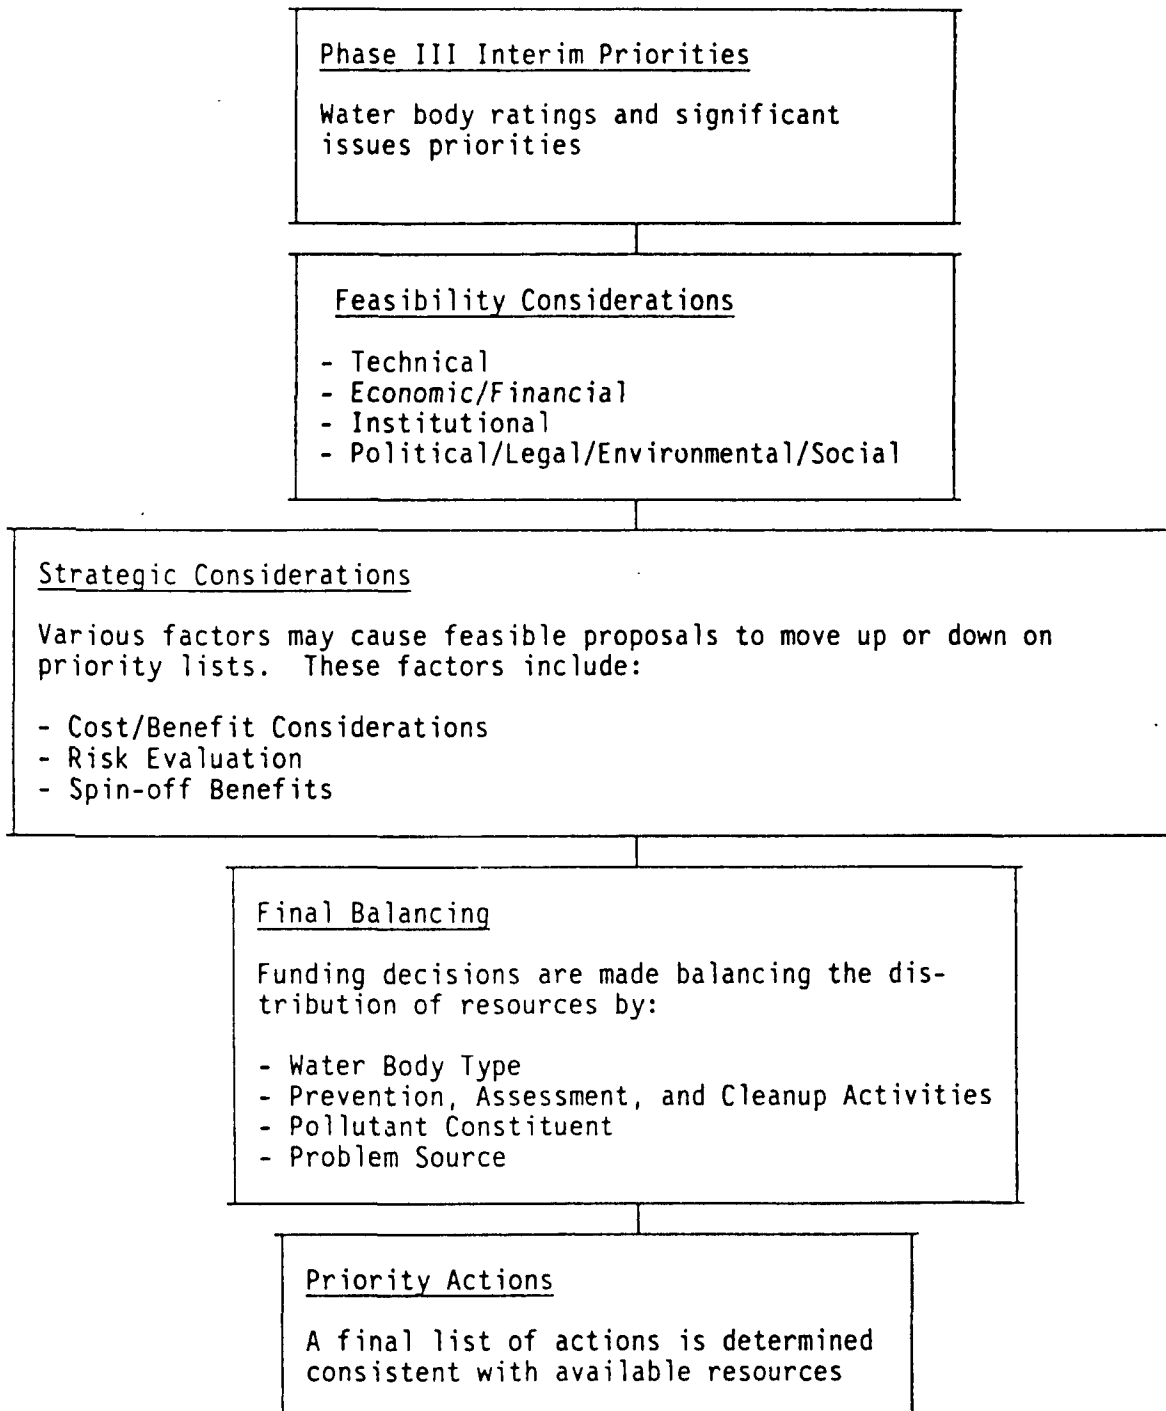 Phase III Interim Priorities
Water body ratings and significant
issues priorities
Feasibility Considerations
- Technical
- Economic/Financial
- Institutional
- Political/Legal/Environmental/Social
Strategic Considerations
Various factors may cause feasible proposals to move up or down on
priority lists. These factors include:
- Cost/Benefit Considerations
- Risk Evaluation
- Spin-off Benefits
Final Balancing
Funding decisions are made balancing the dis-
tribution of resources by:
- Water Body Type
- Prevention, Assessment, and Cleanup Activities
- Pollutant Constituent
- Problem Source
Priority Actions
A final list of actions is determined
consistent with available resources